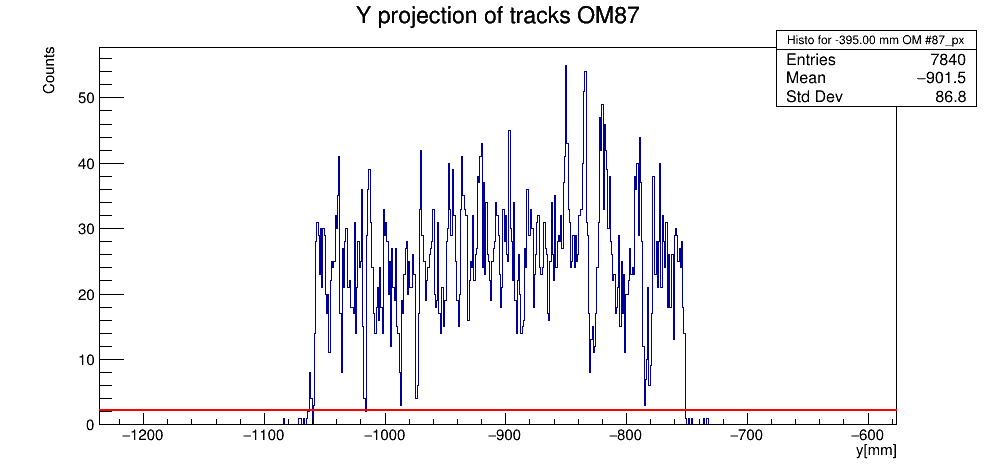 Y projection of tracks OM87
Histo for -395.00 mm OM #87_px
Entries 7840
Mean −901.5
Std Dev 86.8
Counts
50
40
30
20
10
0
−1200 −1100 −1000 −900 −800 −700 −600
y[mm]